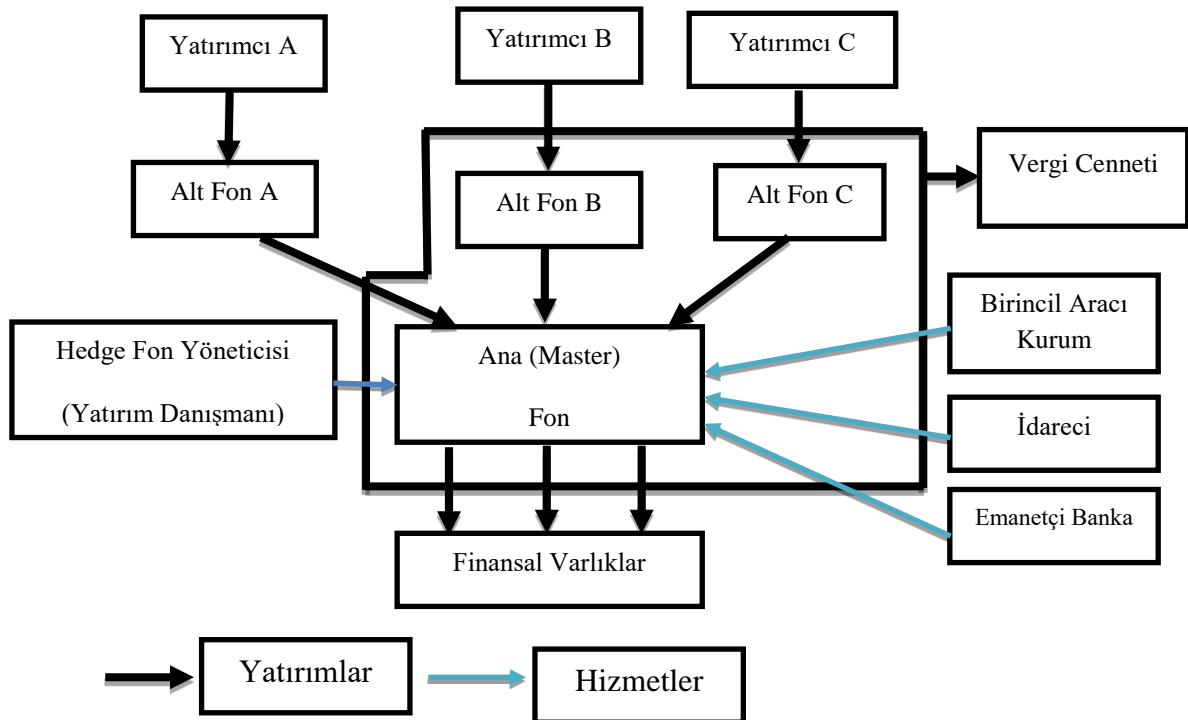 Yatırımcı A
Yatırımcı B
Yatırımcı C
Alt Fon A
Alt Fon B
Alt Fon C
Vergi Cenneti
Hedge Fon Yöneticisi
(Yatırım Danışmanı)
Ana (Master)
Fon
Birincil Aracı
Kurum
İdareci
Emanetçi Banka
Finansal Varlıklar
Yatırımlar
Hizmetler